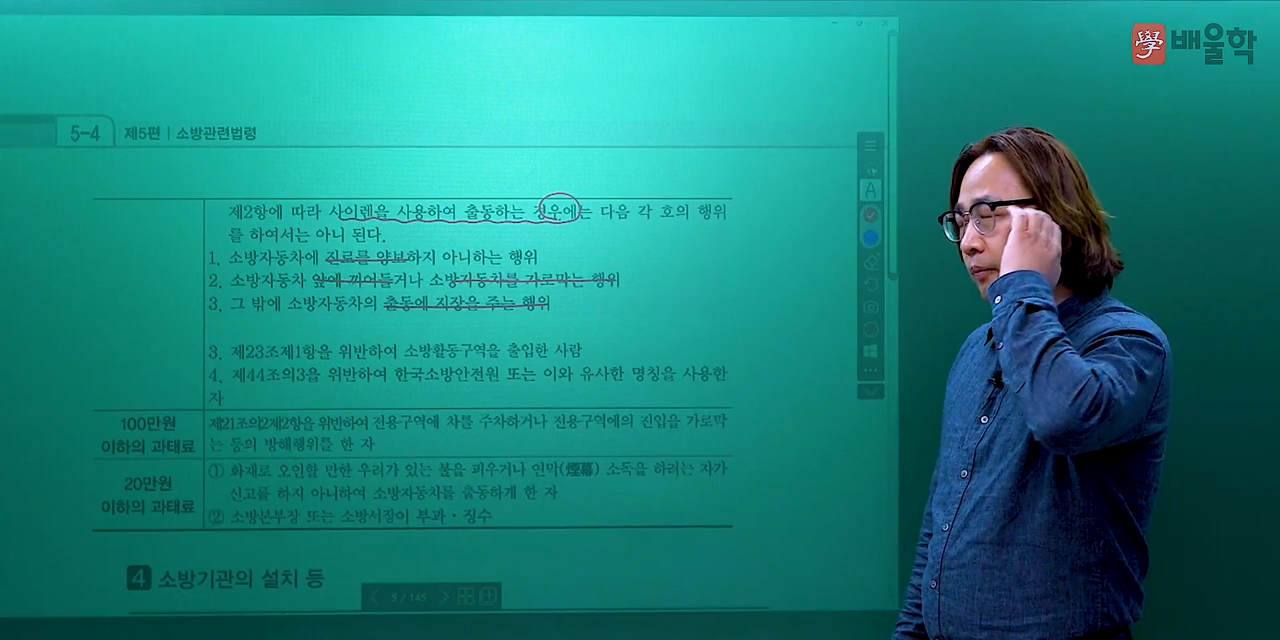 學 배울학
5-4 제5편 | 소방관련법령
제2항에 따라 사이렌을 사용하여 출동하는 경우에는 다음 각 호의 행위
를 하여서는 아니 된다.
1. 소방자동차에 진로를 양보하지 아니하는 행위
2. 소방자동차 앞에 끼어들거나 소방자동차를 가로막는 행위
3. 그 밖에 소방자동차의 출동에 지장을 주는 행위
3. 제23조제1항을 위반하여 소방활동구역을 출입한 사람
4. 제44조의3을 위반하여 한국소방안전원 또는 이와 유사한 명칭을 사용한
자
100만원
이하의 과태료
제21조의2제2항을 위반하여 전용구역에 차를 주차하거나 전용구역에의 진입을 가로막
는 등의 방해행위를 한 자
20만원
이하의 과태료
① 화재로 오인할 만한 우려가 있는 불을 피우거나 연막(煙幕) 소독을 하려는 자가
신고를 하지 아니하여 소방자동차를 출동하게 한 자
② 소방본부장 또는 소방서장이 부과·징수
4 소방기관의 설치 등
5 / 145
A